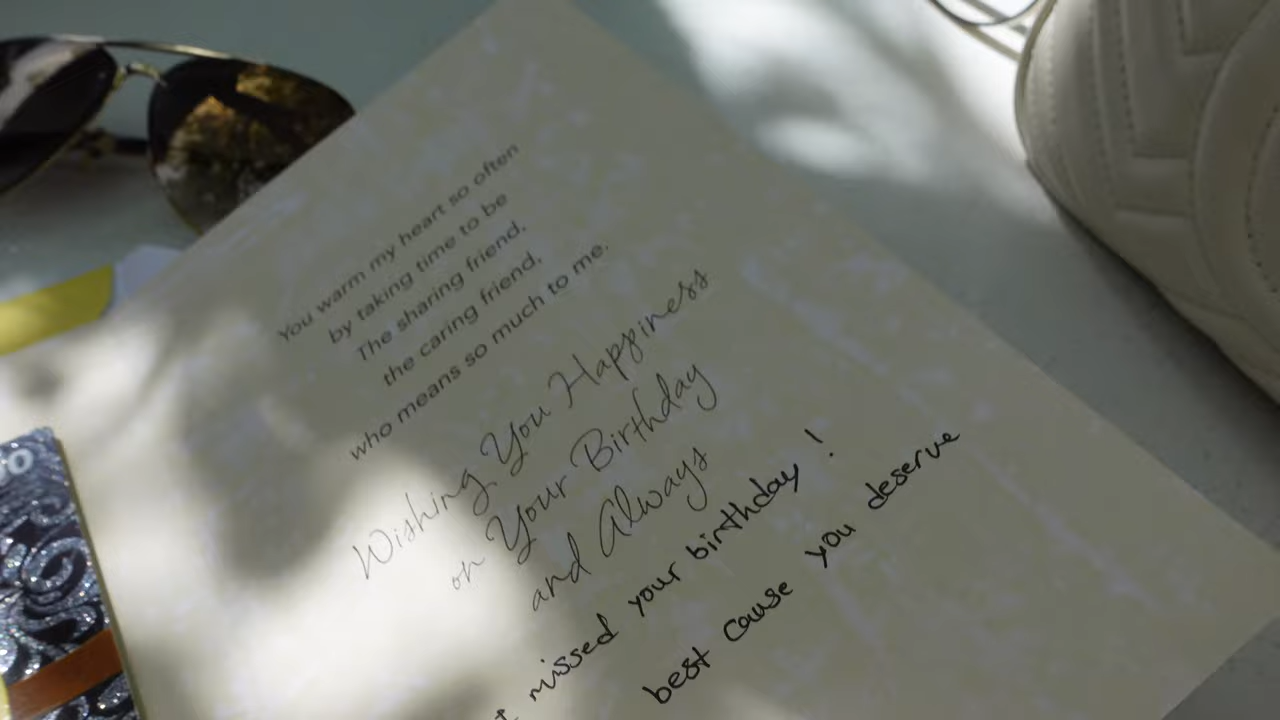 You warm my heart so often
by taking time to be
The sharing friend,
the caring friend,
who means so much to me.
Wishing You Happiness
on Your Birthday
and Always
missed your birthday !
best cause you deserve